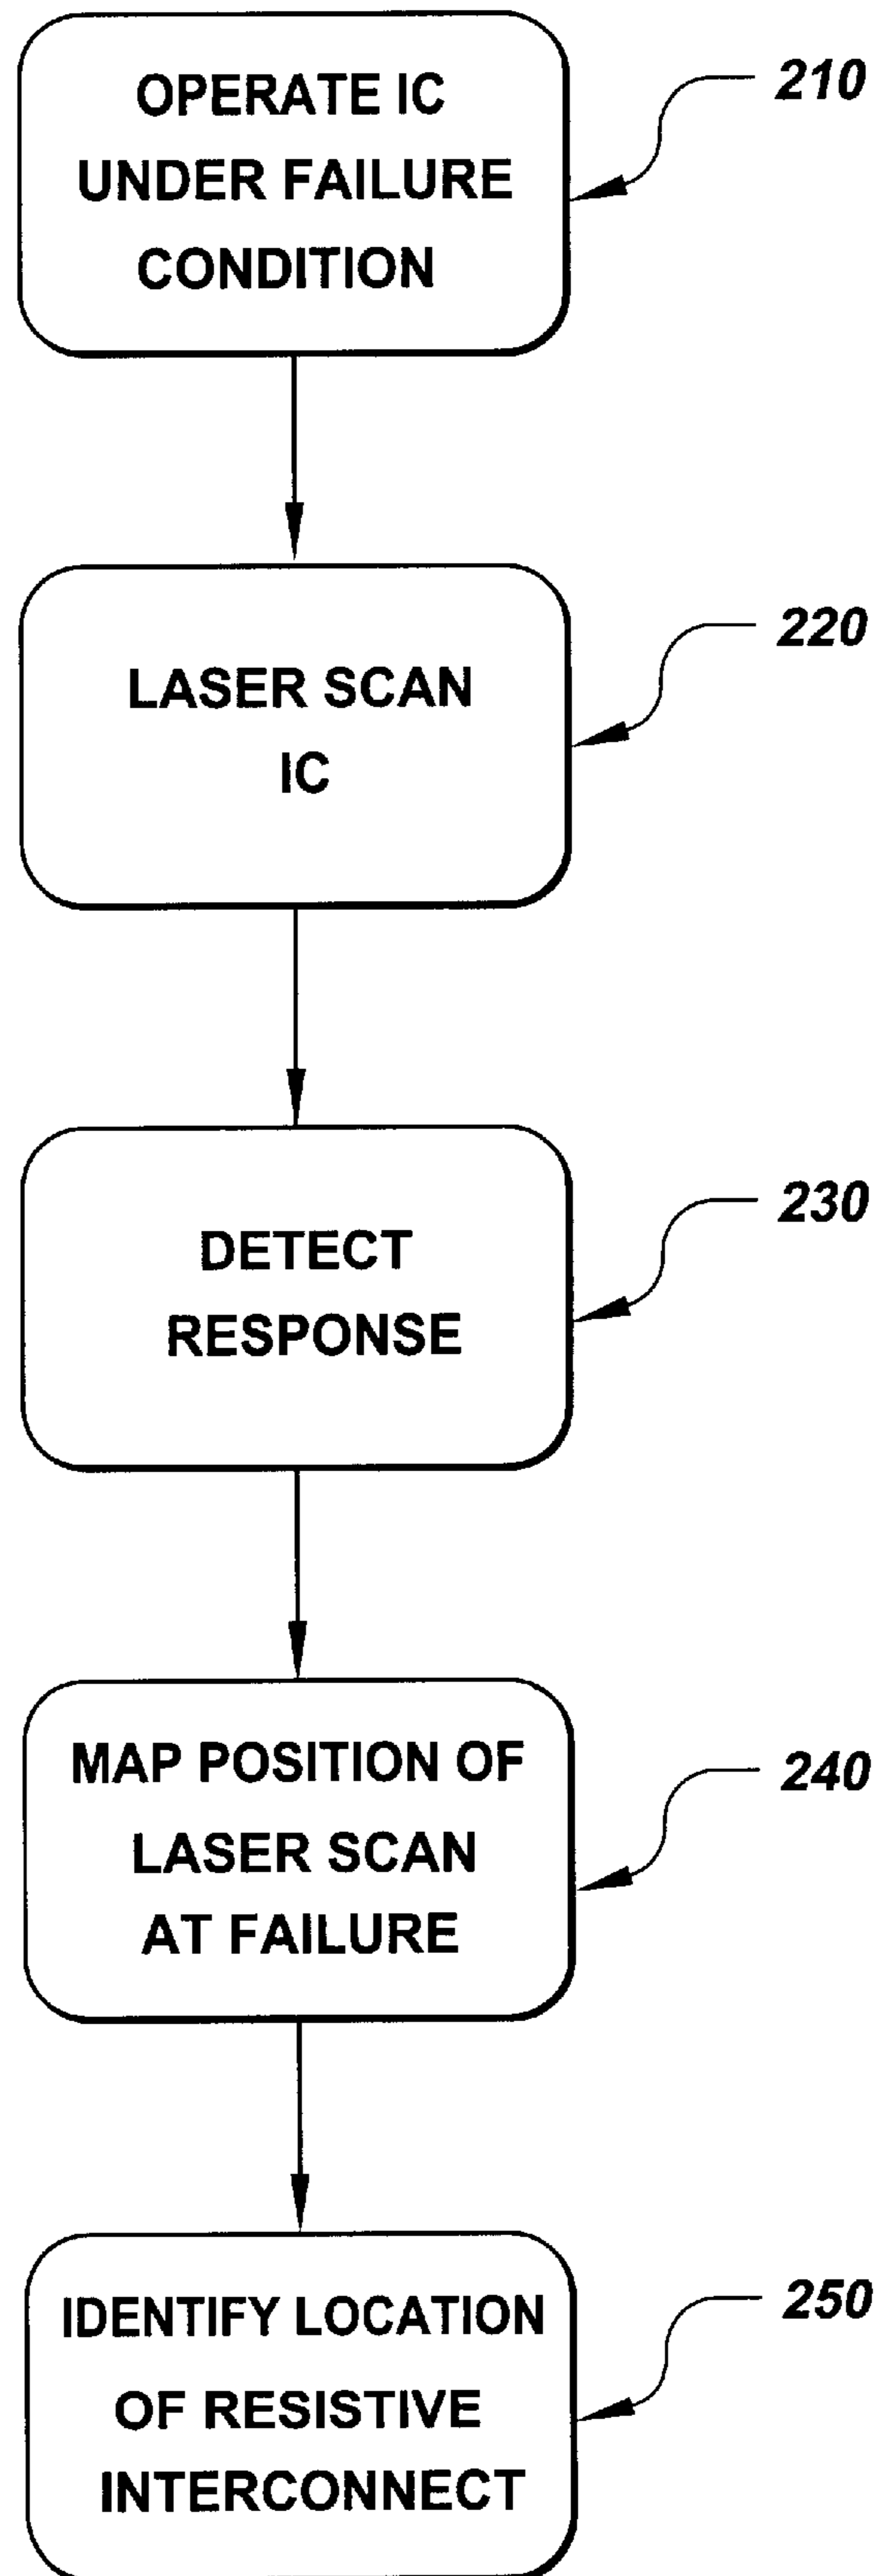 OPERATE IC
UNDER FAILURE
CONDITION
210
LASER SCAN
IC
220
DETECT
RESPONSE
230
MAP POSITION OF
LASER SCAN
AT FAILURE
240
IDENTIFY LOCATION
OF RESISTIVE
INTERCONNECT
250